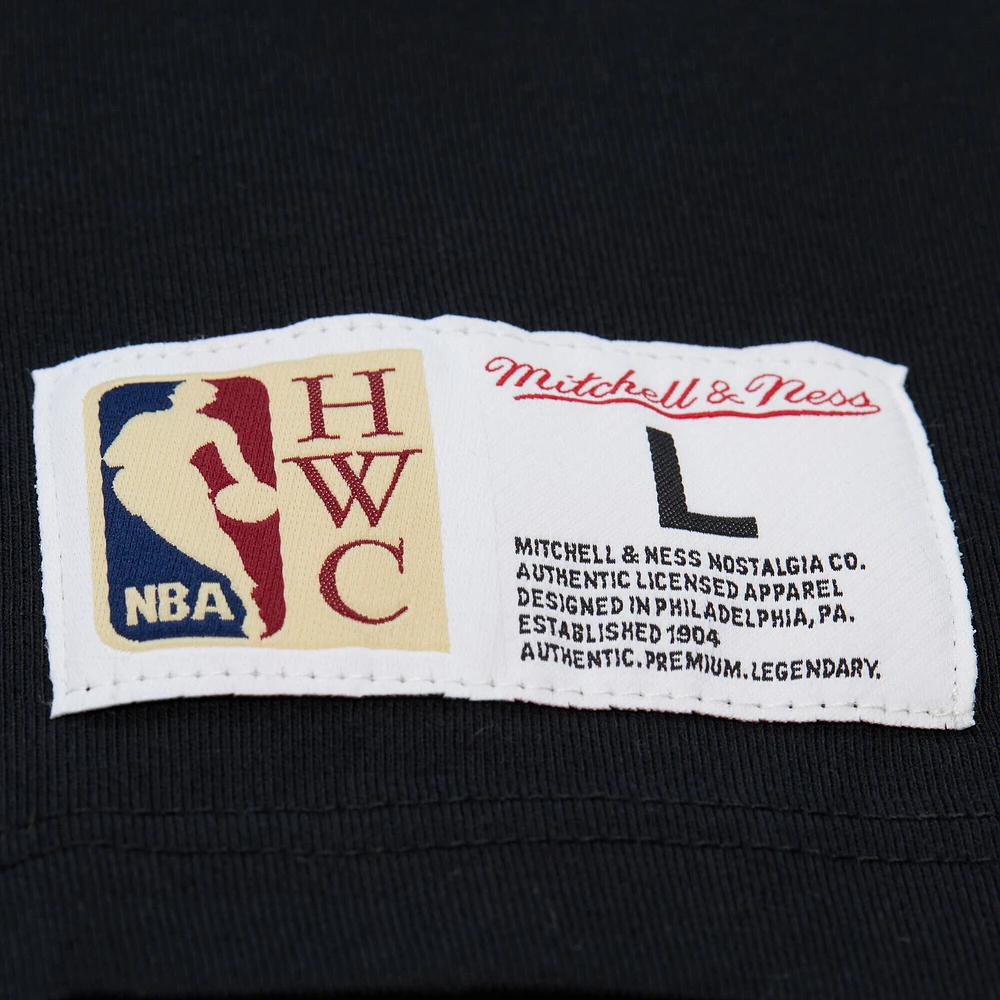 NBA
H
W
C
Mitchell & Ness
L
MITCHELL & NESS NOSTALGIA CO.
AUTHENTIC LICENSED APPAREL
DESIGNED IN PHILADELPHIA, PA.
ESTABLISHED 1904
AUTHENTIC.PREMIUM.LEGENDARY.